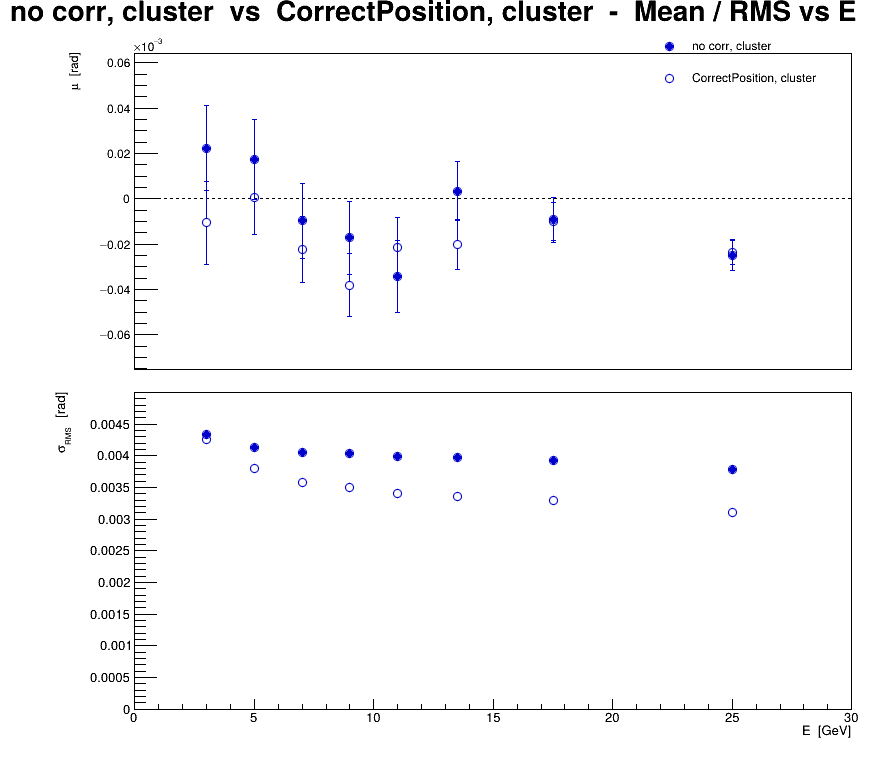 no corr, cluster vs CorrectPosition, cluster - Mean / RMS vs E
×10⁻³
μ [rad]
no corr, cluster
CorrectPosition, cluster
0.06
0.04
0.02
0
−0.02
−0.04
−0.06
σRMS [rad]
0.0045
0.004
0.0035
0.003
0.0025
0.002
0.0015
0.001
0.0005
0
0 5 10 15 20 25 30
E [GeV]